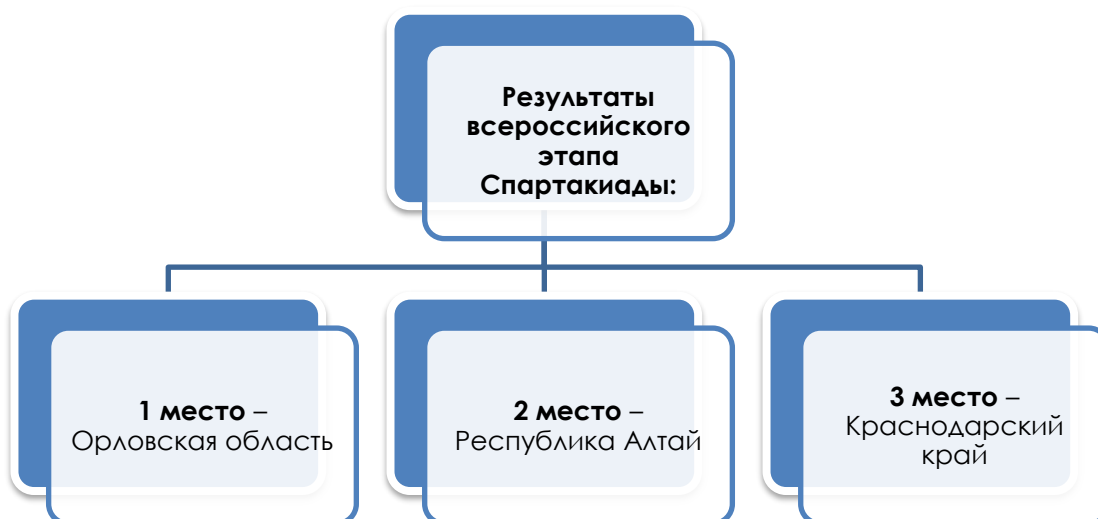 Результаты
всероссийского
этапа
Спартакиады:
1 место –
Орловская область
2 место –
Республика Алтай
3 место –
Краснодарский
край